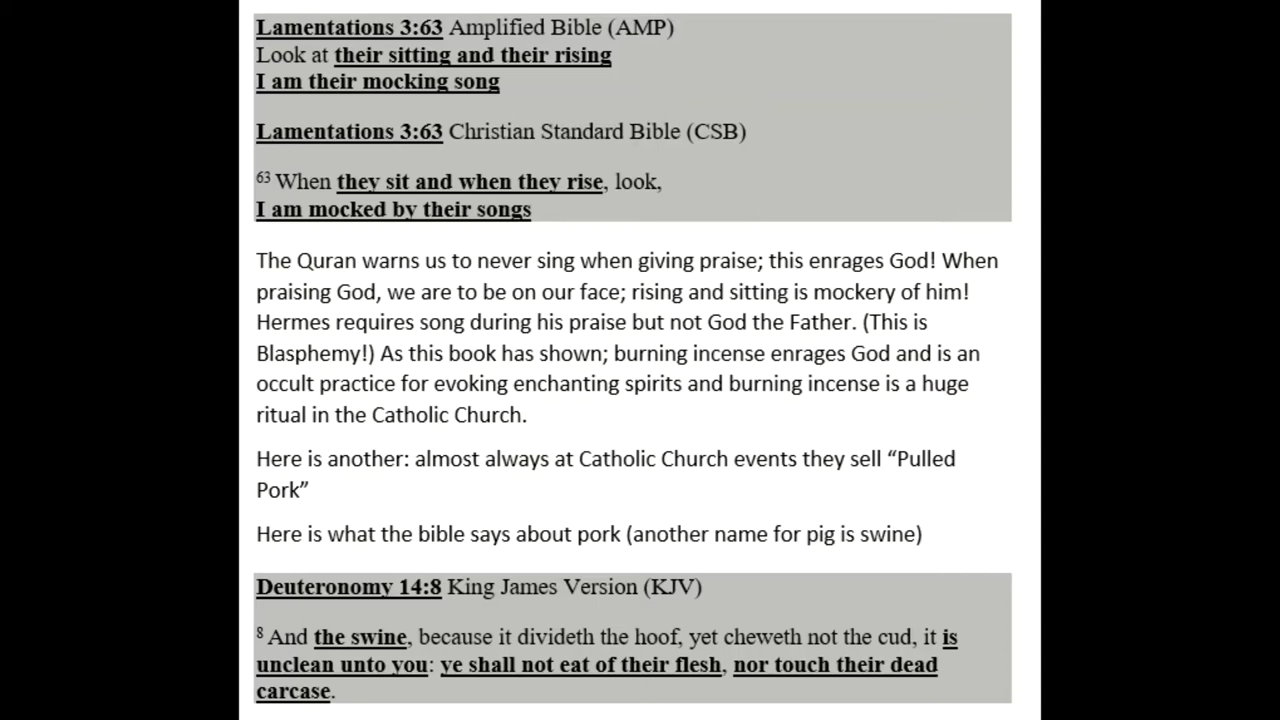 Lamentations 3:63 Amplified Bible (AMP)
Look at their sitting and their rising
I am their mocking song
Lamentations 3:63 Christian Standard Bible (CSB)
63 When they sit and when they rise, look,
I am mocked by their songs
The Quran warns us to never sing when giving praise; this enrages God! When
praising God, we are to be on our face; rising and sitting is mockery of him!
Hermes requires song during his praise but not God the Father. (This is
Blasphemy!) As this book has shown; burning incense enrages God and is an
occult practice for evoking enchanting spirits and burning incense is a huge
ritual in the Catholic Church.
Here is another: almost always at Catholic Church events they sell “Pulled
Pork”
Here is what the bible says about pork (another name for pig is swine)
Deuteronomy 14:8 King James Version (KJV)
8 And the swine, because it divideth the hoof, yet cheweth not the cud, it is
unclean unto you: ye shall not eat of their flesh, nor touch their dead
carcase.